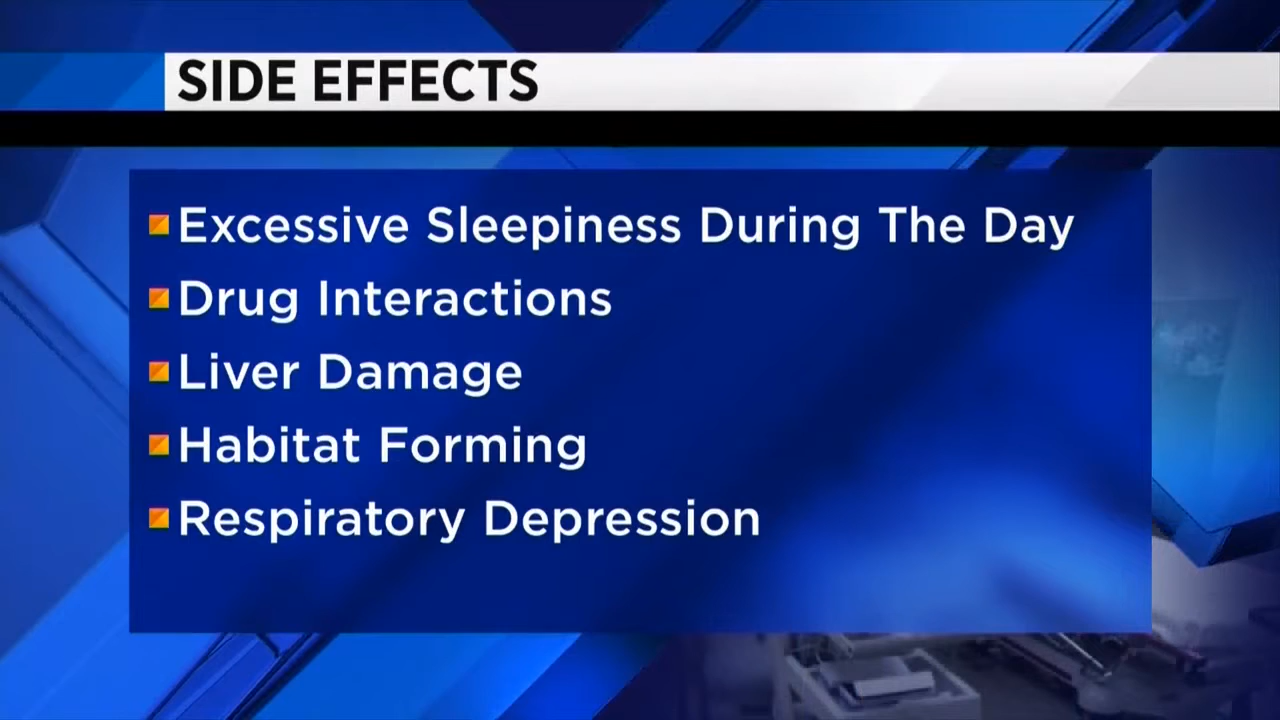 SIDE EFFECTS
Excessive Sleepiness During The Day
Drug Interactions
Liver Damage
Habitat Forming
Respiratory Depression